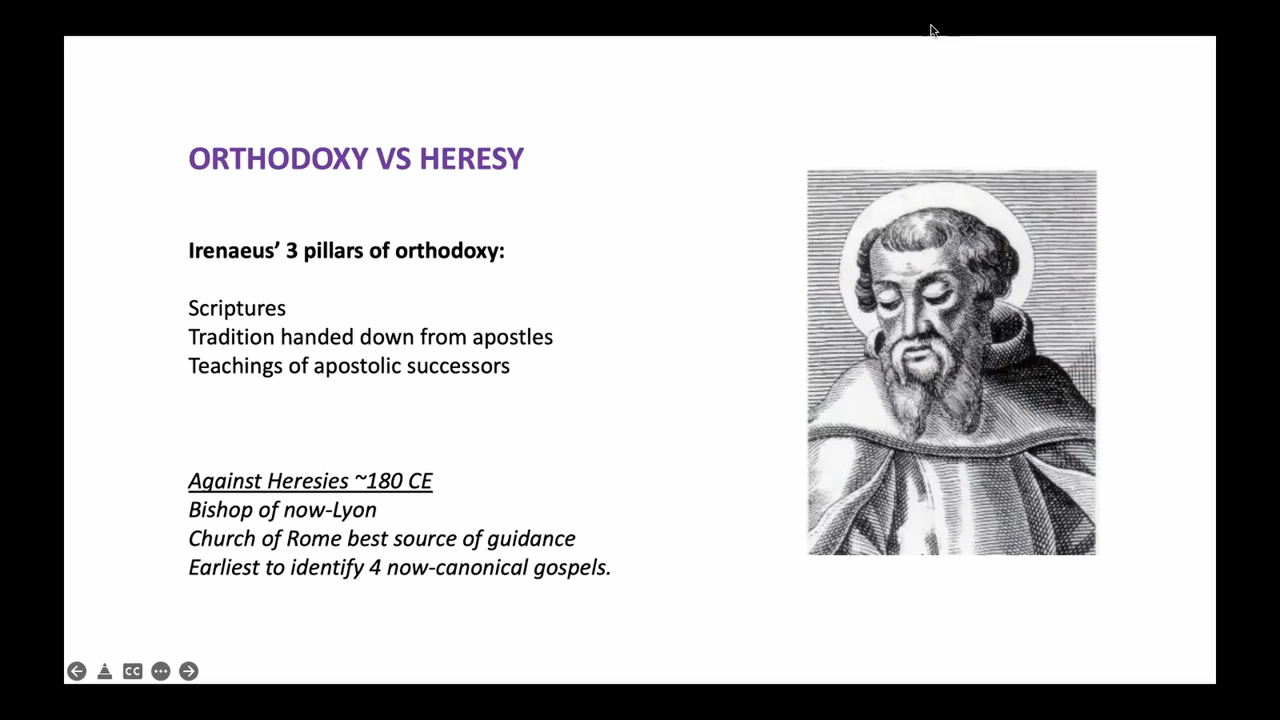 ORTHODOXY VS HERESY
Irenaeus’ 3 pillars of orthodoxy:
Scriptures
Tradition handed down from apostles
Teachings of apostolic successors
Against Heresies ~180 CE
Bishop of now-Lyon
Church of Rome best source of guidance
Earliest to identify 4 now-canonical gospels.
CC